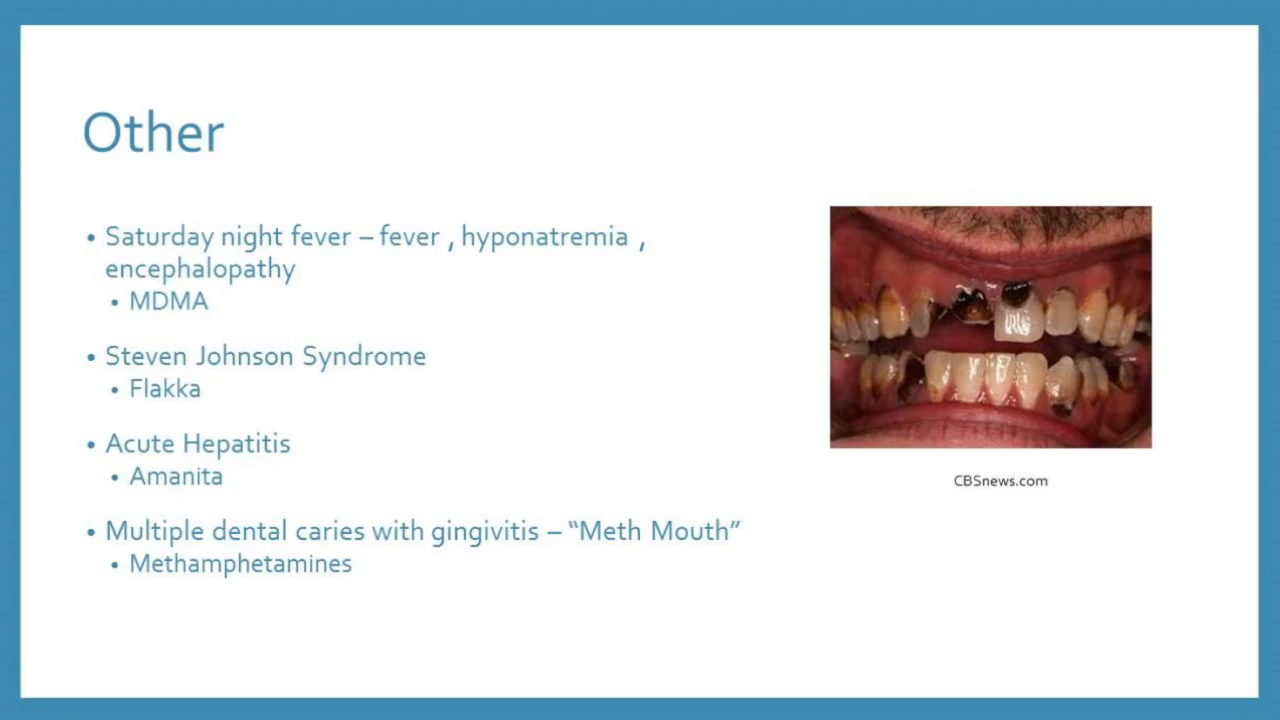 Other
• Saturday night fever – fever , hyponatremia ,
encephalopathy
• MDMA
• Steven Johnson Syndrome
• Flakka
• Acute Hepatitis
• Amanita
• Multiple dental caries with gingivitis – “Meth Mouth”
• Methamphetamines
CBSnews.com